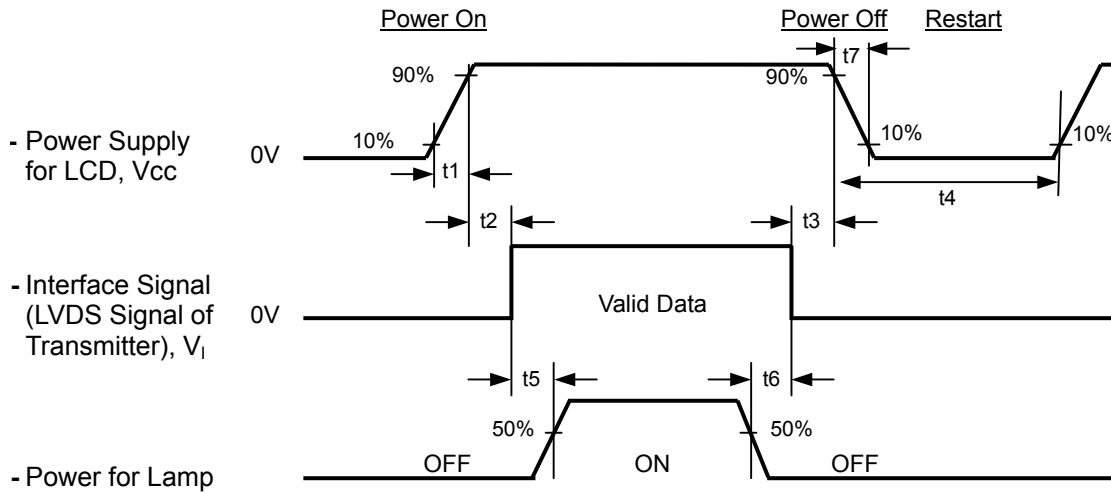 Power On
Power Off
Restart
t7
90%
90%
10%
10%
10%
- Power Supply
for LCD, Vcc
0V
t1
t4
t2
t3
- Interface Signal
(LVDS Signal of
Transmitter), VI
0V
Valid Data
t5
t6
50%
50%
- Power for Lamp
OFF
ON
OFF